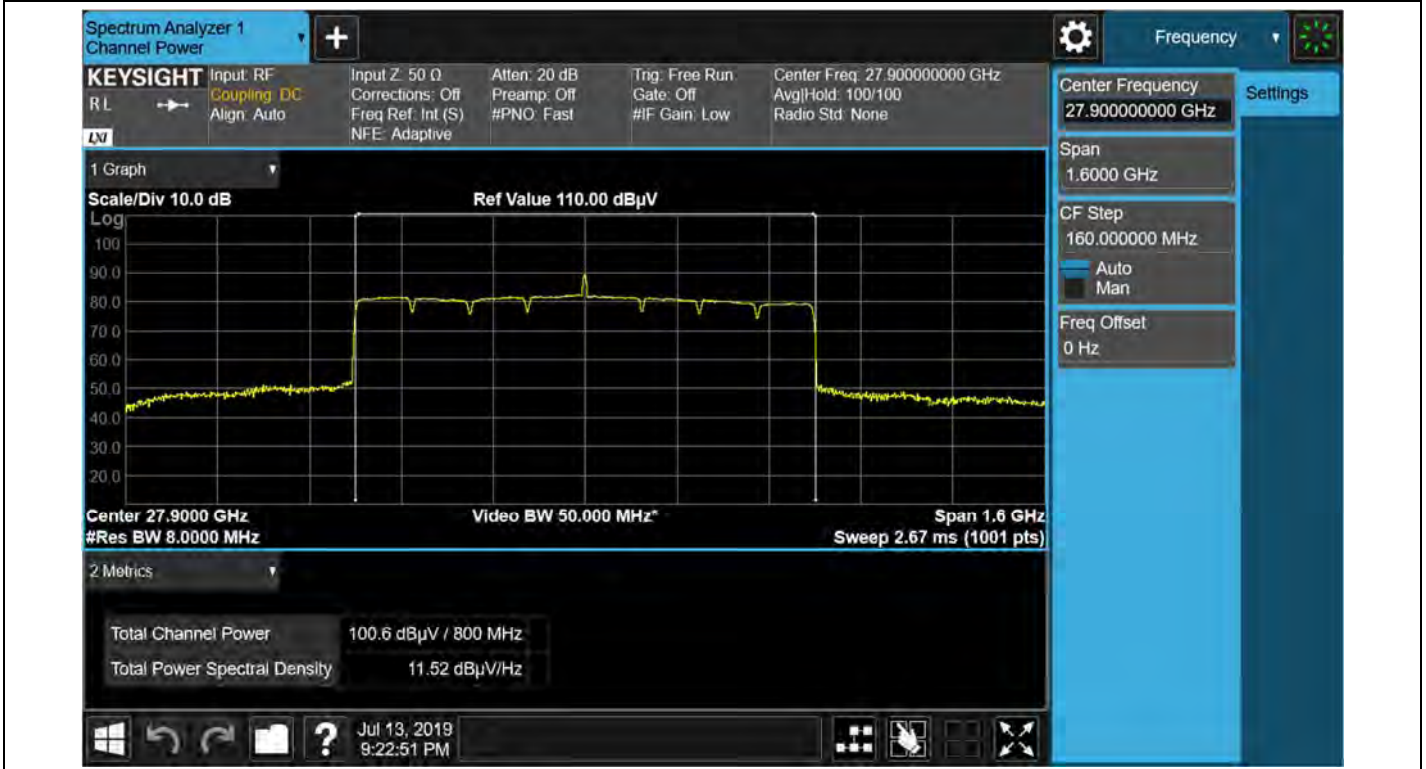 Spectrum Analyzer 1
Channel Power
Frequency
KEYSIGHT
RL
LXI
Input: RF
Coupling: DC
Align: Auto
Input Z: 50 Ω
Corrections: Off
Freq Ref: Int (S)
NFE: Adaptive
Atten: 20 dB
Preamp: Off
#PNO: Fast
Trig: Free Run
Gate: Off
#IF Gain: Low
Center Freq: 27.900000000 GHz
Avg|Hold: 100/100
Radio Std: None
Center Frequency
27.900000000 GHz
Settings
Span
1.6000 GHz
CF Step
160.000000 MHz
Auto
Man
Freq Offset
0 Hz
1 Graph
Scale/Div 10.0 dB
Ref Value 110.00 dBµV
Log
100
90.0
80.0
70.0
60.0
50.0
40.0
30.0
20.0
Center 27.9000 GHz
Video BW 50.000 MHz*
Span 1.6 GHz
#Res BW 8.0000 MHz
Sweep 2.67 ms (1001 pts)
2 Metrics
Total Channel Power 100.6 dBµV / 800 MHz
Total Power Spectral Density 11.52 dBµV/Hz
Jul 13, 2019
9:22:51 PM